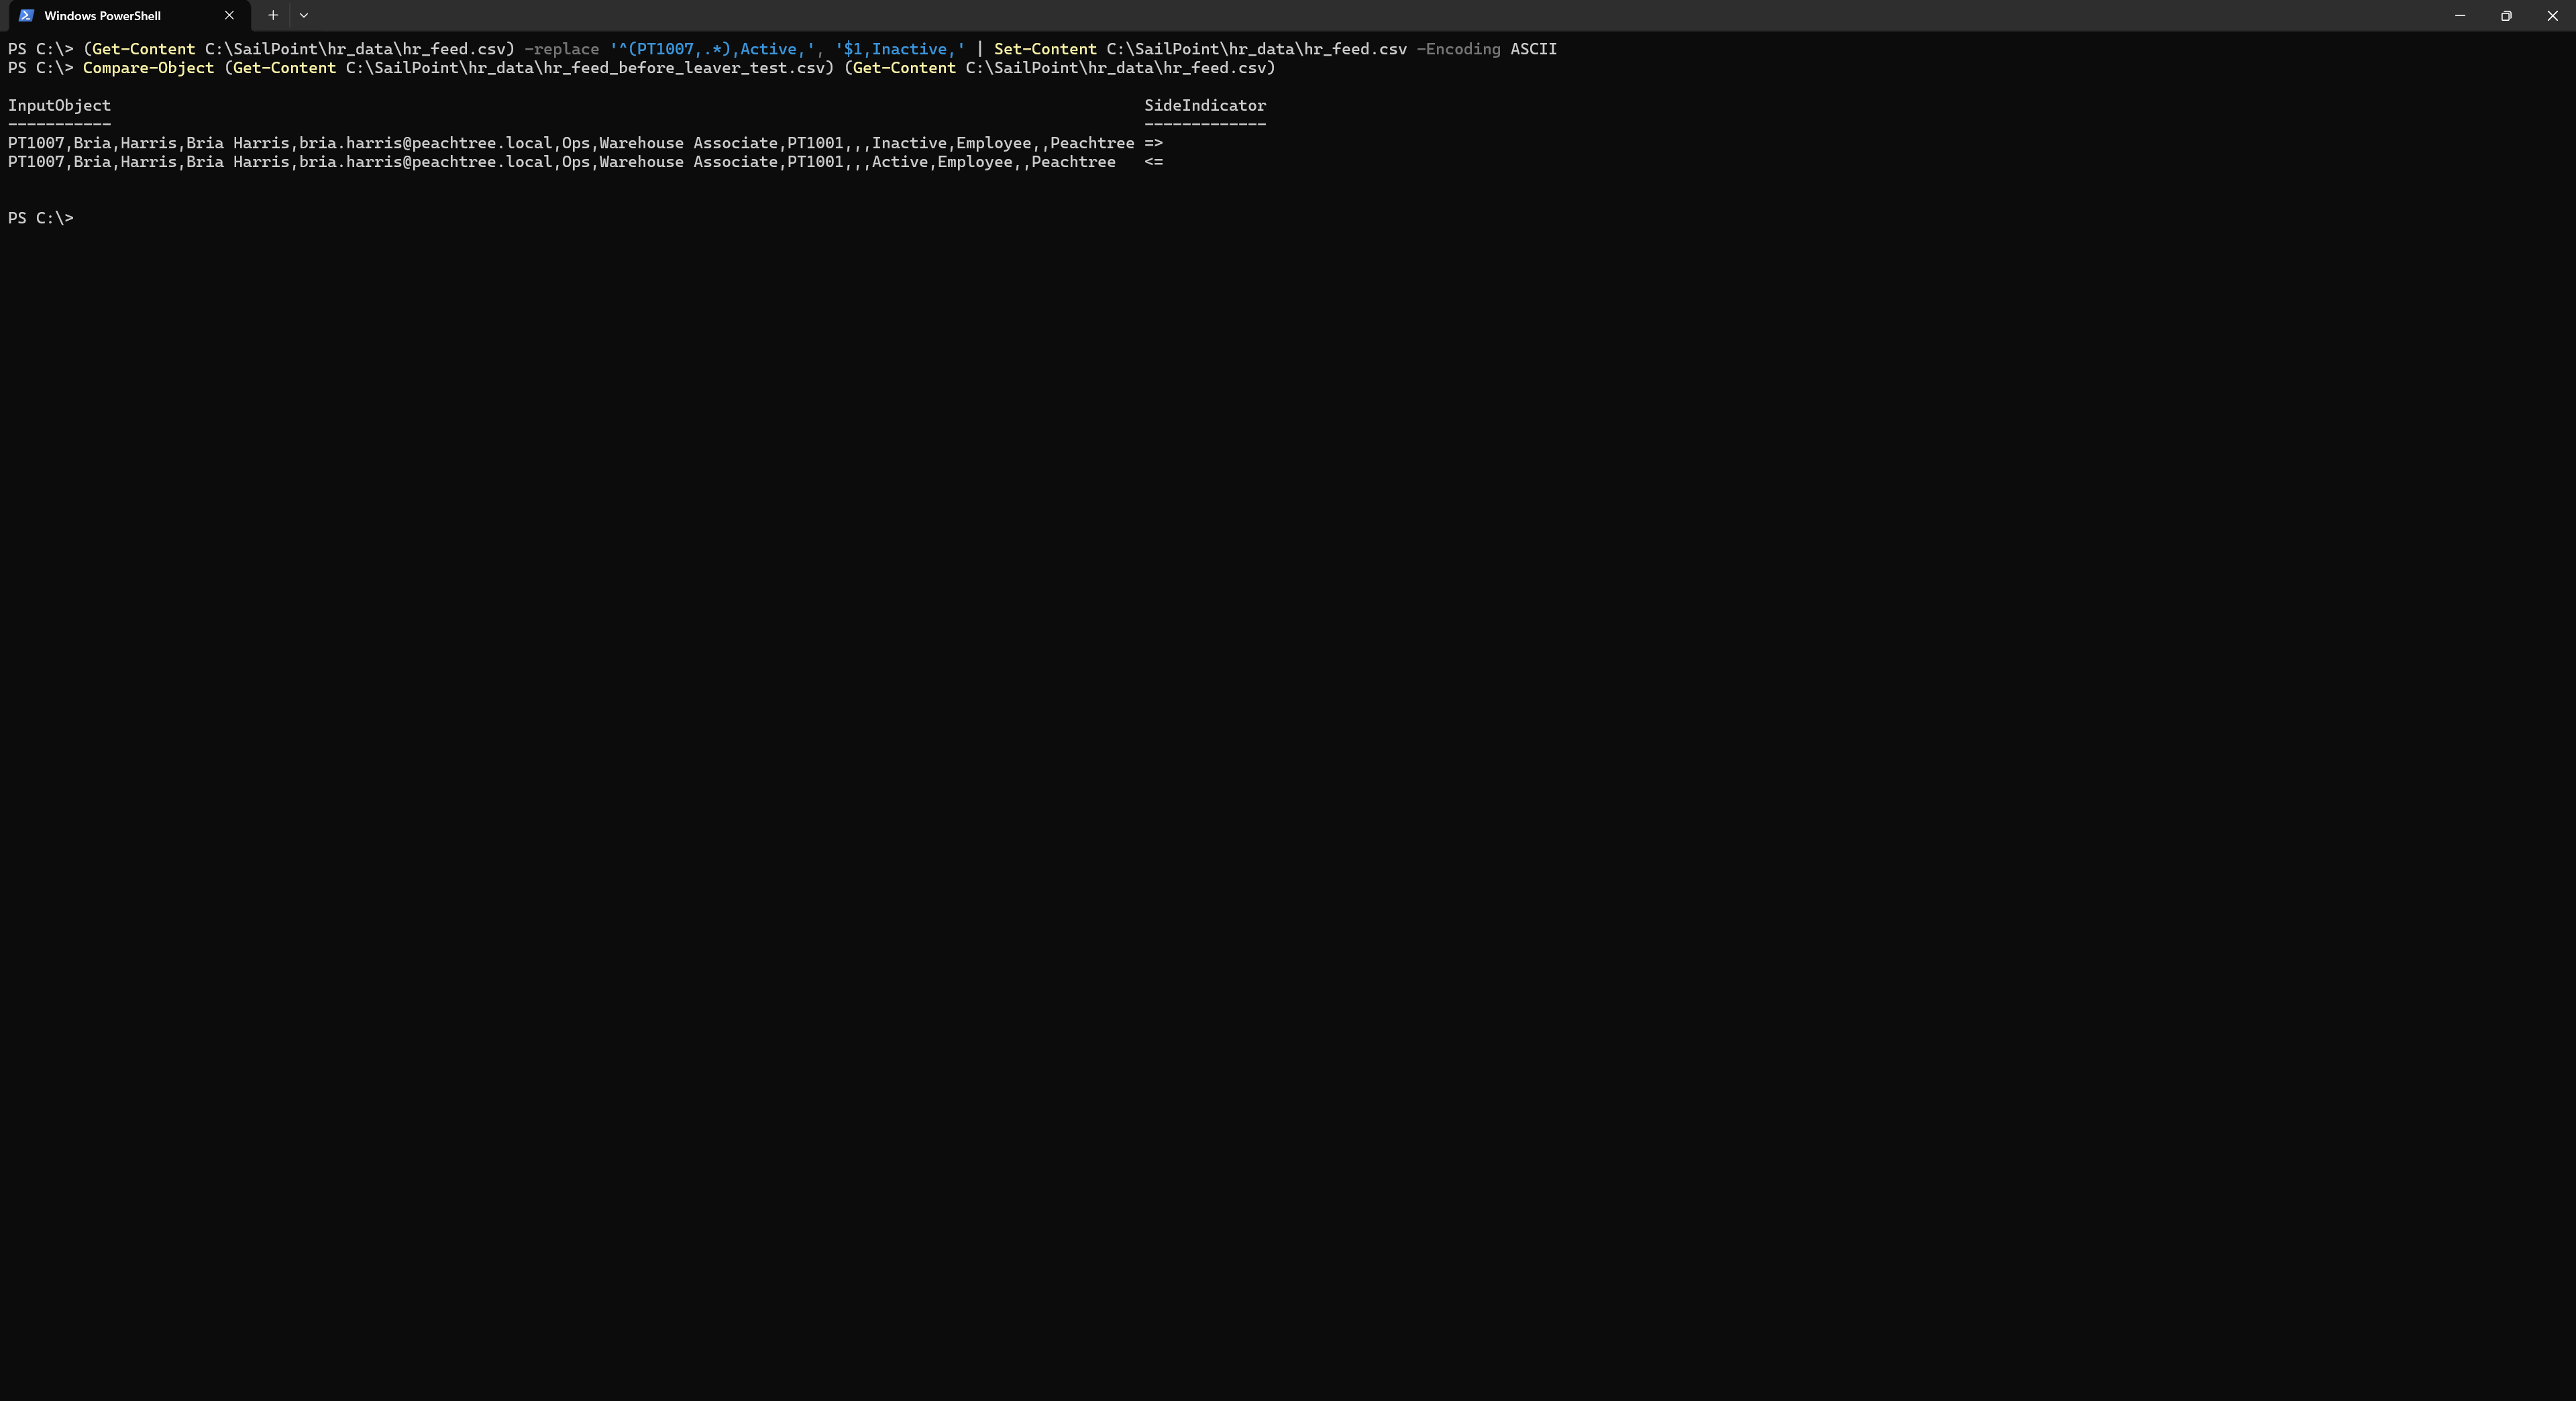 Windows PowerShell
PS C:\> (Get-Content C:\SailPoint\hr_data\hr_feed.csv) -replace '^(PT1007,.*),Active,', '$1,Inactive,' | Set-Content C:\SailPoint\hr_data\hr_feed.csv -Encoding ASCII
PS C:\> Compare-Object (Get-Content C:\SailPoint\hr_data\hr_feed_before_leaver_test.csv) (Get-Content C:\SailPoint\hr_data\hr_feed.csv)
InputObject SideIndicator
----------- -------------
PT1007,Bria,Harris,Bria Harris,bria.harris@peachtree.local,Ops,Warehouse Associate,PT1001,,,Inactive,Employee,,Peachtree =>
PT1007,Bria,Harris,Bria Harris,bria.harris@peachtree.local,Ops,Warehouse Associate,PT1001,,,Active,Employee,,Peachtree <=
PS C:\>